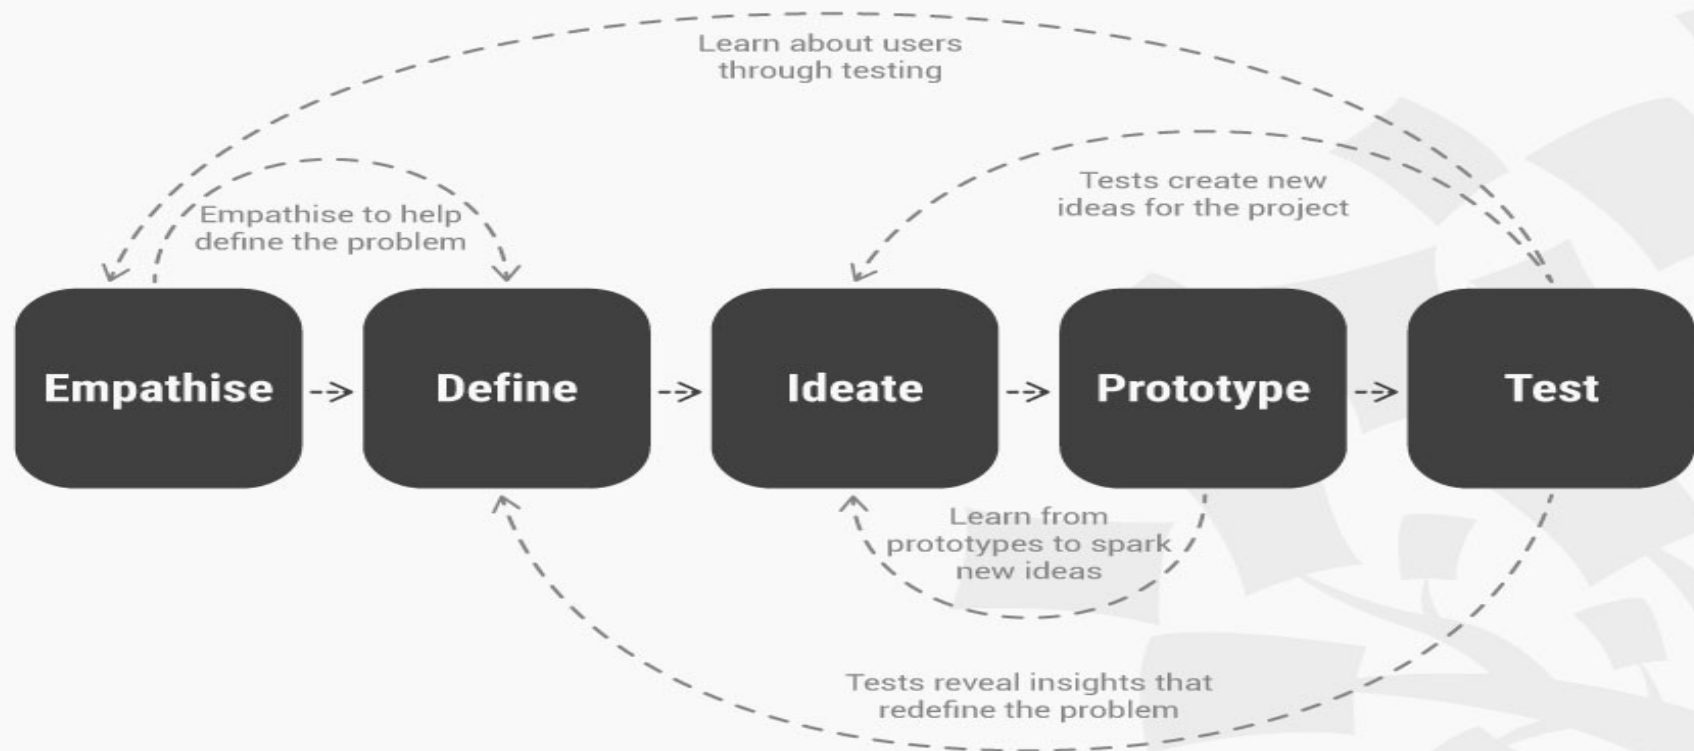 Learn about users
through testing
Tests create new
ideas for the project
Empathise to help
define the problem
Empathise
Define
Ideate
Prototype
Test
Learn from
prototypes to spark
new ideas
Tests reveal insights that
redefine the problem